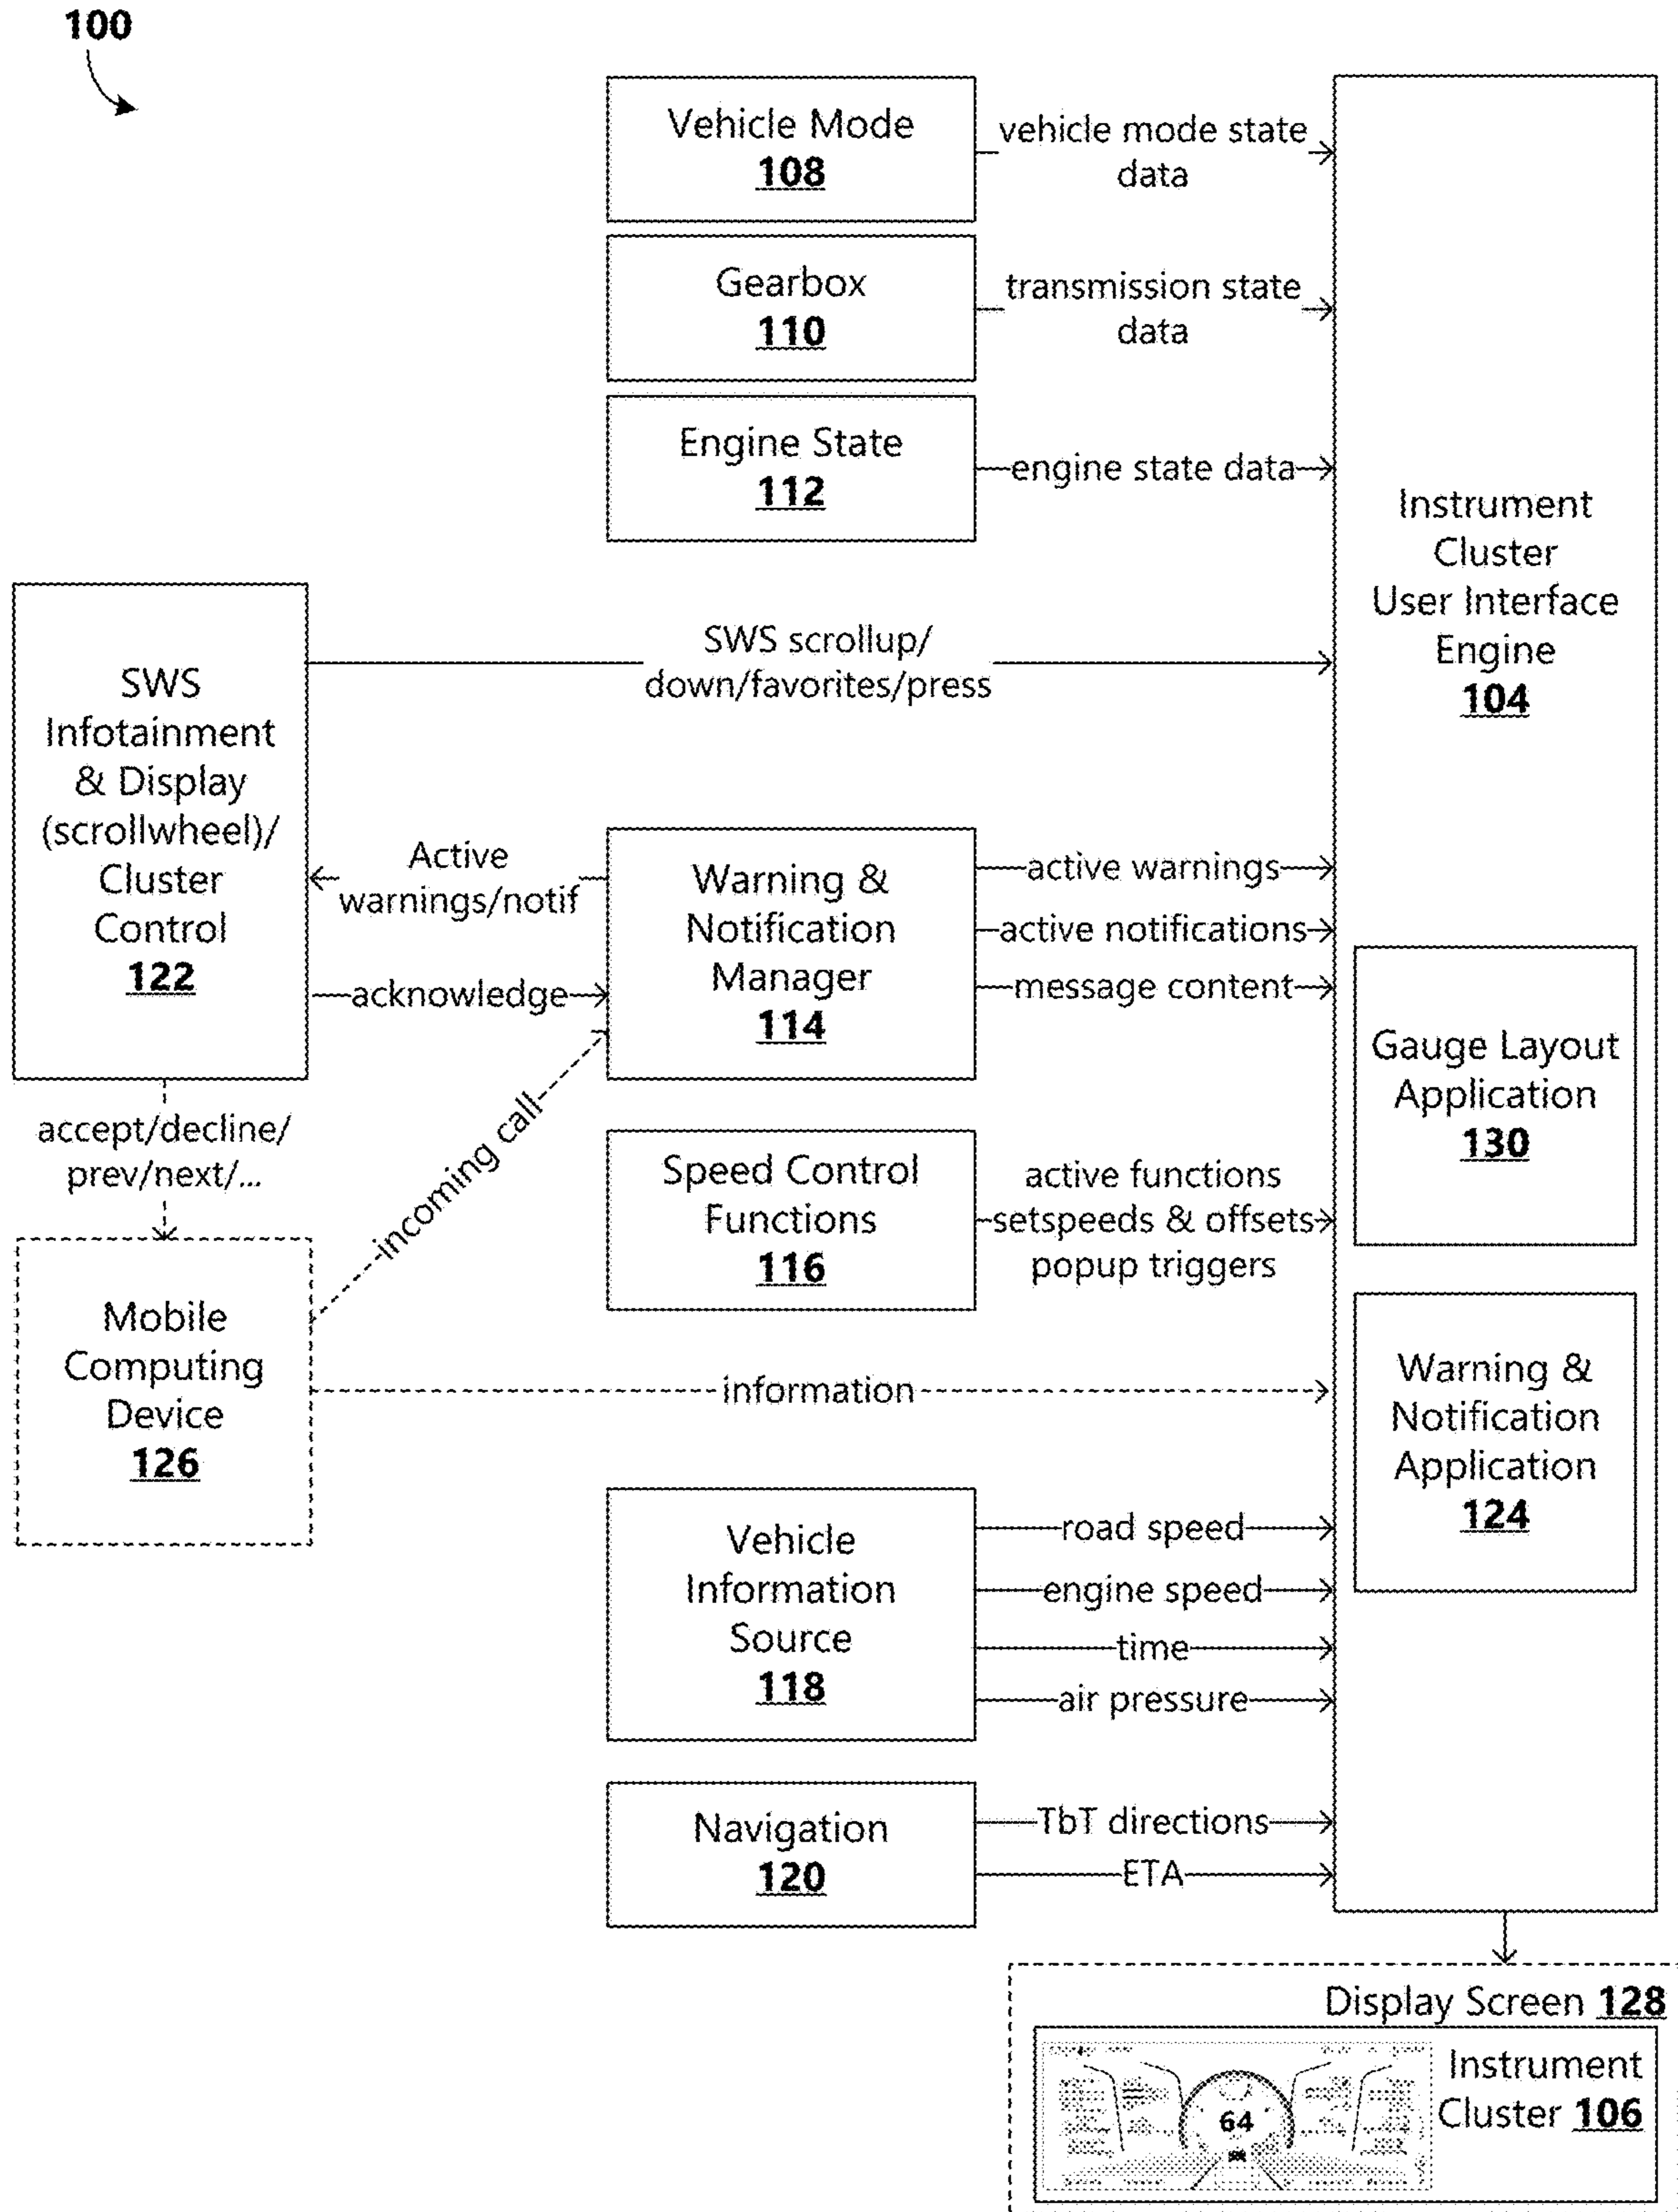 100
Vehicle Mode
108
vehicle mode state
data
Gearbox
110
transmission state
data
Engine State
112
engine state data
Instrument
Cluster
User Interface
Engine
104
SWS
Infotainment
& Display
(scrollwheel)/
Cluster
Control
122
SWS scrollup/
down/favorites/press
Active
warnings/notif
acknowledge
Warning &
Notification
Manager
114
active warnings
active notifications
message content
Gauge Layout
Application
130
accept/decline/
prev/next/...
incoming call
Speed Control
Functions
116
active functions
setspeeds & offsets
popup triggers
Mobile
Computing
Device
126
information
Warning &
Notification
Application
124
Vehicle
Information
Source
118
road speed
engine speed
time
air pressure
Navigation
120
TbT directions
ETA
Display Screen 128
Instrument
Cluster 106
64